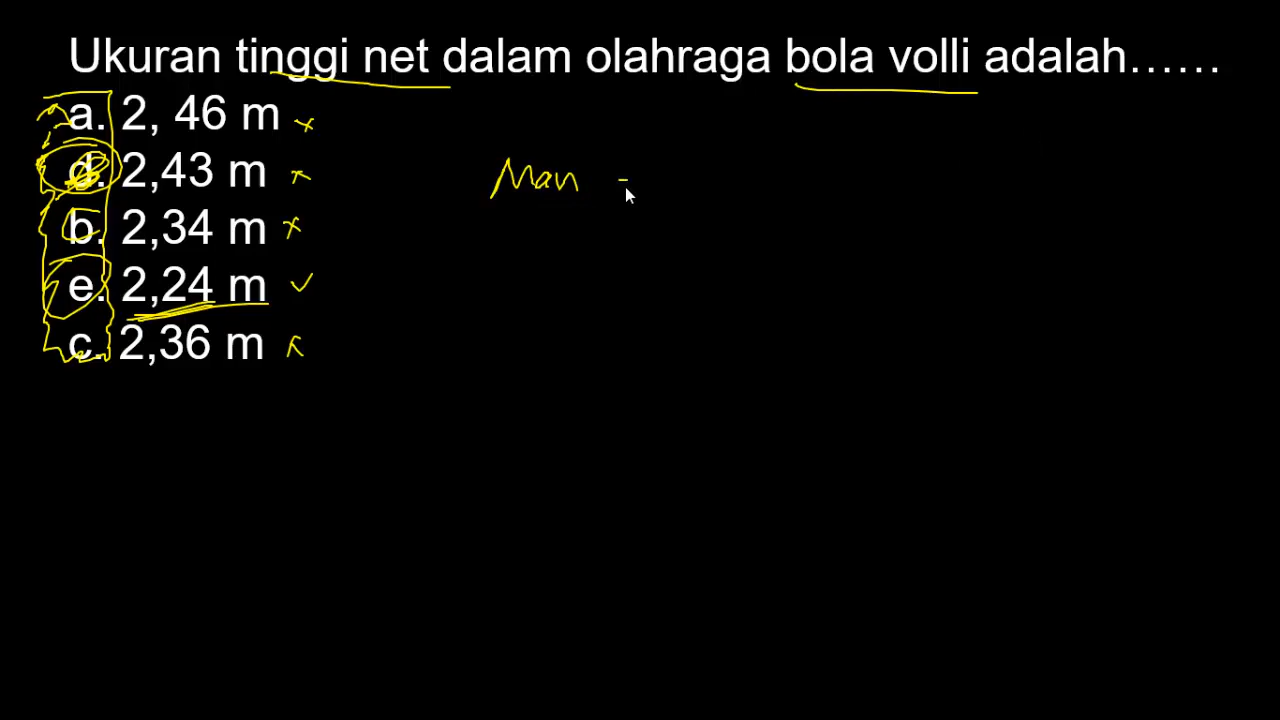 Ukuran tinggi net dalam olahraga bola volli adalah......
a. 2, 46 m
d. 2,43 m
Man -
b. 2,34 m
e. 2,24 m
c. 2,36 m